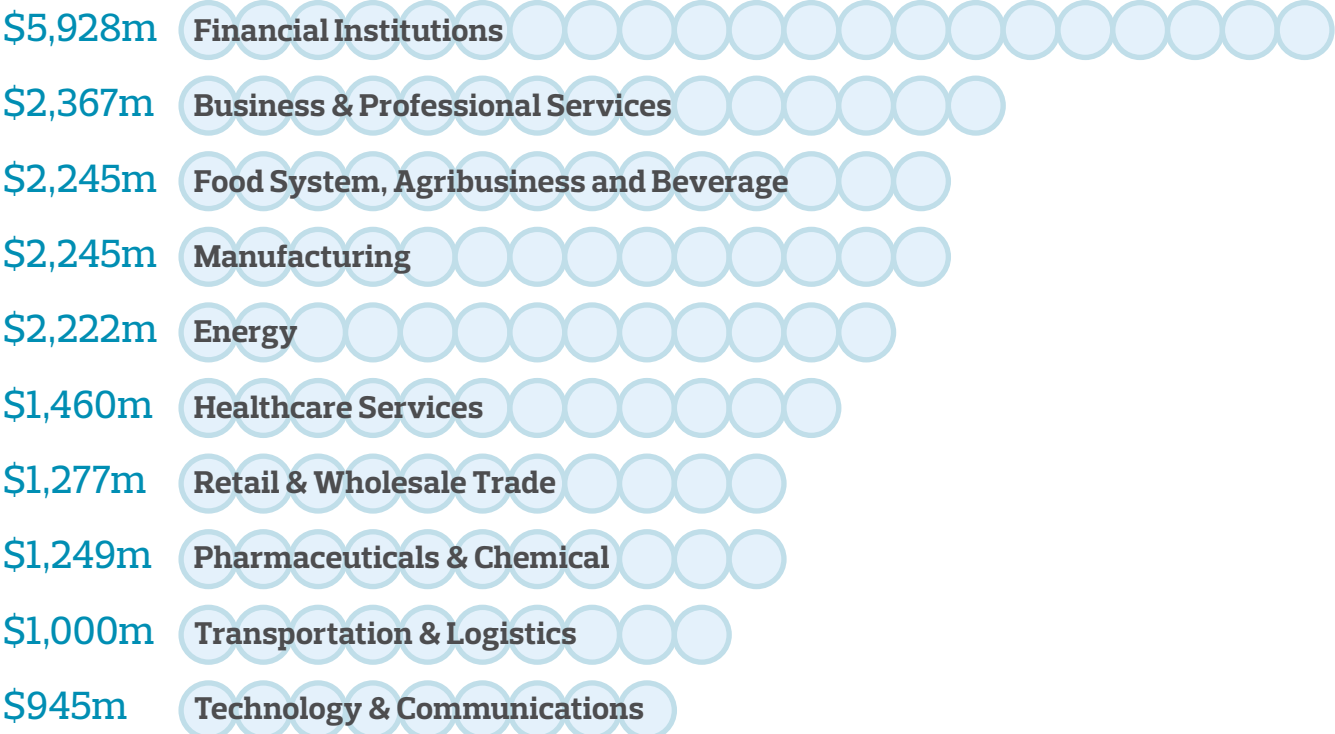 $5,928m Financial Institutions
$2,367m Business & Professional Services
$2,245m Food System, Agribusiness and Beverage
$2,245m Manufacturing
$2,222m Energy
$1,460m Healthcare Services
$1,277m Retail & Wholesale Trade
$1,249m Pharmaceuticals & Chemical
$1,000m Transportation & Logistics
$945m Technology & Communications